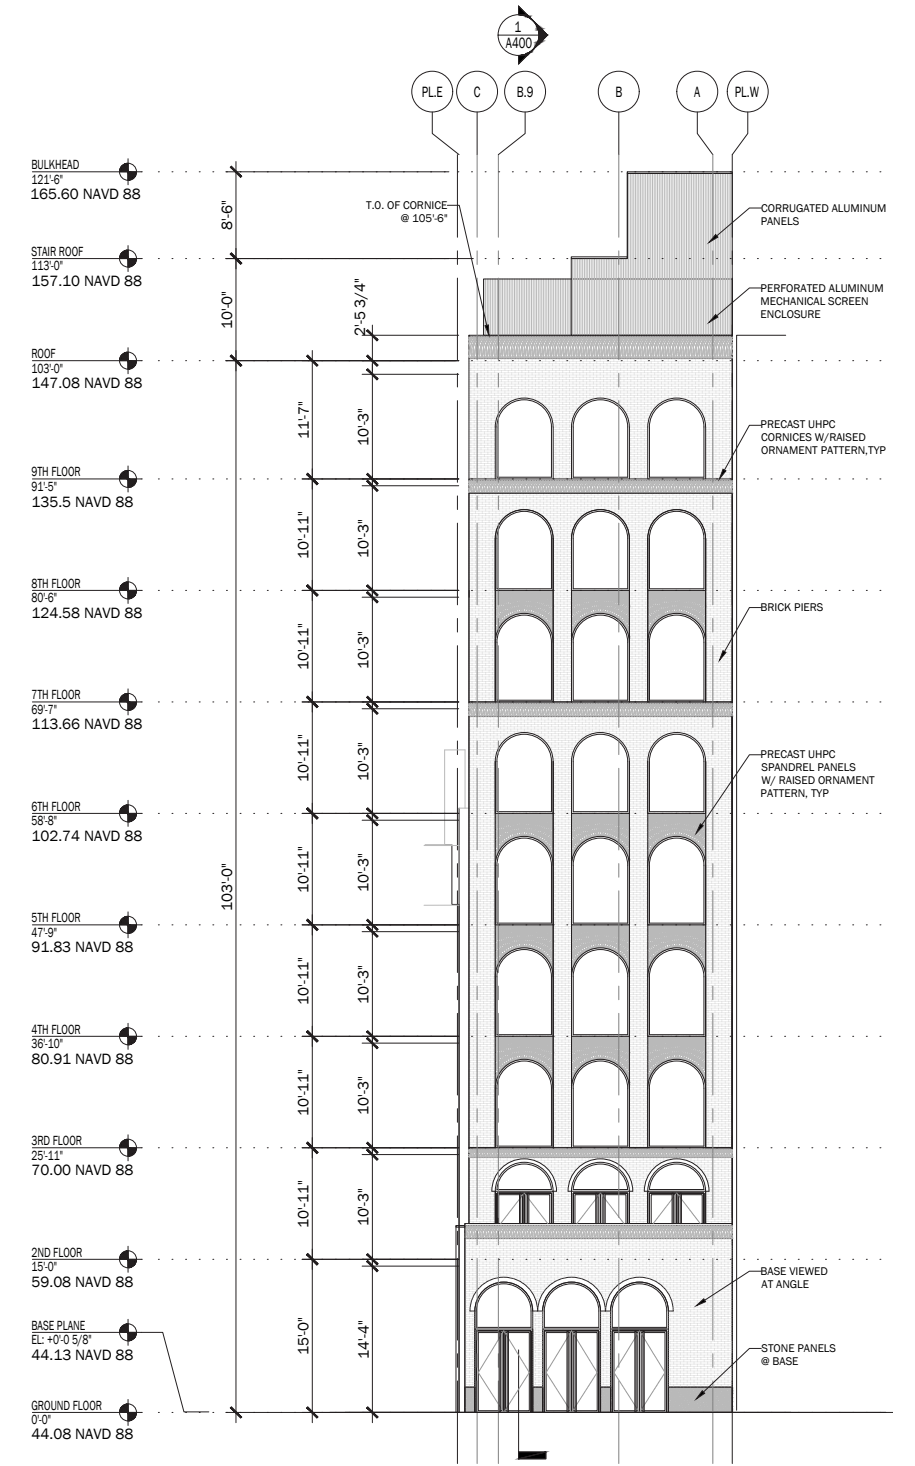 1
A400
PL.E
C
B.9
B
A
PL.W
BULKHEAD
121'-6"
165.60 NAVD 88
STAIR ROOF
113'-0"
157.10 NAVD 88
ROOF
103'-0"
147.08 NAVD 88
9TH FLOOR
91'-5"
135.5 NAVD 88
8TH FLOOR
80'-6"
124.58 NAVD 88
7TH FLOOR
69'-7"
113.66 NAVD 88
6TH FLOOR
58'-8"
102.74 NAVD 88
5TH FLOOR
47'-9"
91.83 NAVD 88
4TH FLOOR
36'-10"
80.91 NAVD 88
3RD FLOOR
25'-11"
70.00 NAVD 88
2ND FLOOR
15'-0"
59.08 NAVD 88
BASE PLANE
EL: +0'-0 5/8"
44.13 NAVD 88
GROUND FLOOR
0'-0"
44.08 NAVD 88
8'-6"
10'-0"
103'-0"
11'-7"
10'-11"
10'-11"
10'-11"
10'-11"
10'-11"
10'-11"
10'-11"
15'-0"
2'-5 3/4"
10'-3"
10'-3"
10'-3"
10'-3"
10'-3"
10'-3"
10'-3"
10'-3"
14'-4"
T.O. OF CORNICE
@ 105'-6"
CORRUGATED ALUMINUM
PANELS
PERFORATED ALUMINUM
MECHANICAL SCREEN
ENCLOSURE
PRECAST UHPC
CORNICES W/RAISED
ORNAMENT PATTERN,TYP
BRICK PIERS
PRECAST UHPC
SPANDREL PANELS
W/ RAISED ORNAMENT
PATTERN, TYP
BASE VIEWED
AT ANGLE
STONE PANELS
@ BASE